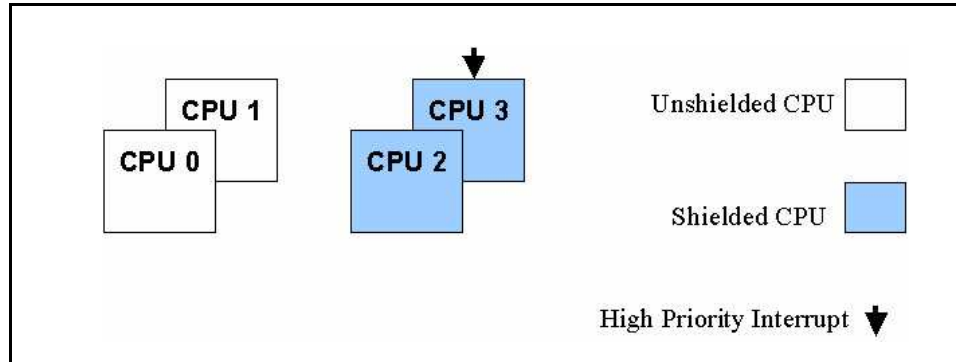 CPU 1
CPU 0
CPU 3
CPU 2
Unshielded CPU
Shielded CPU
High Priority Interrupt